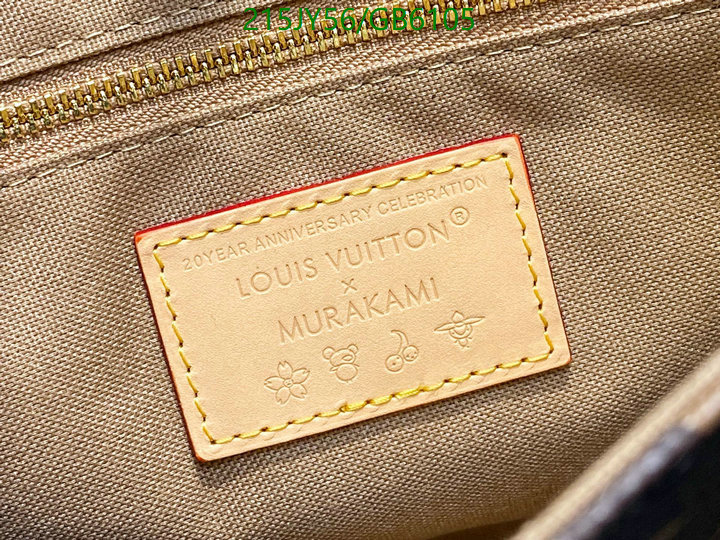 215JY56/GB6105
20YEAR ANNIVERSARY CELEBRATION
LOUIS VUITTON®
×
MURAKAMI